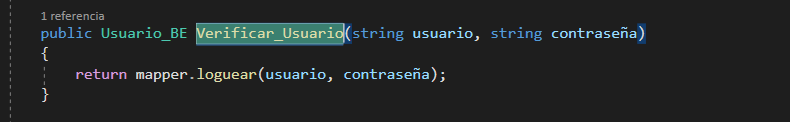 1 referencia
public Usuario_BE Verificar_Usuario(string usuario, string contraseña)
{
return mapper.loguear(usuario, contraseña);
}